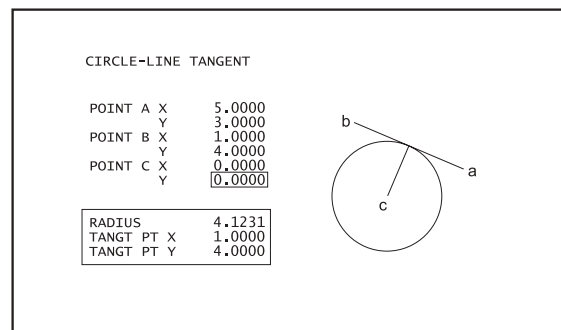 CIRCLE-LINE TANGENT
POINT A X 5.0000
Y 3.0000
POINT B X 1.0000
Y 4.0000
POINT C X 0.0000
Y 0.0000
RADIUS 4.1231
TANGT PT X 1.0000
TANGT PT Y 4.0000
b
a
c